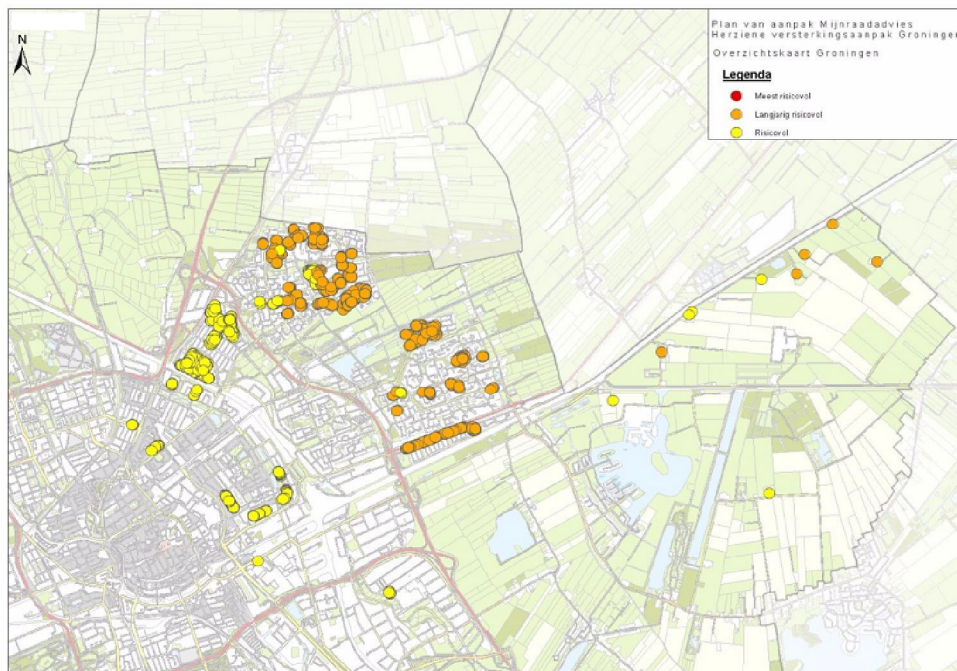 Plan van aanpak Mijnraadadvies
Herziene versterkingsaanpak Groningen
Overzichtskaart Groningen
Legenda
Meest risicovol
Langjarig risicovol
Risicovol
N